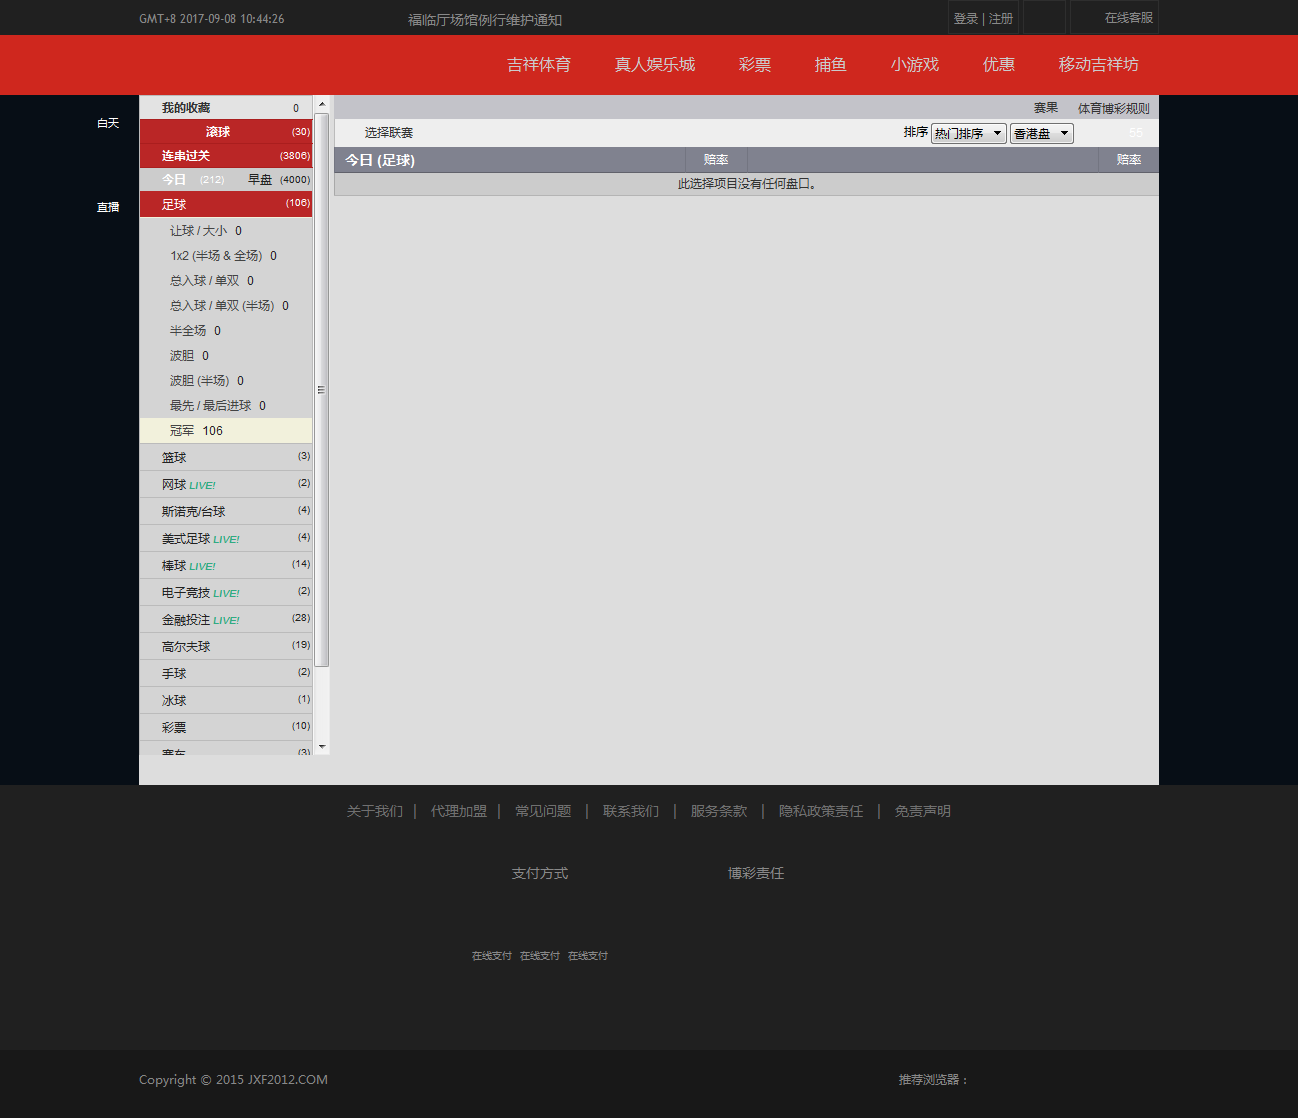 GMT+8 2017-09-08 10:44:26 福临厅场馆例行维护通知 登录 | 注册 在线客服
吉祥体育 真人娱乐城 彩票 捕鱼 小游戏 优惠 移动吉祥坊
白天
直播
我的收藏 0
滚球 (30)
连串过关 (3806)
今日 (212) 早盘 (4000)
足球 (106)
让球 / 大小 0
1x2 (半场 & 全场) 0
总入球 / 单双 0
总入球 / 单双 (半场) 0
半全场 0
波胆 0
波胆 (半场) 0
最先 / 最后进球 0
冠军 106
篮球 (3)
网球 LIVE! (2)
斯诺克/台球 (4)
美式足球 LIVE! (4)
棒球 LIVE! (14)
电子竞技 LIVE! (2)
金融投注 LIVE! (28)
高尔夫球 (19)
手球 (2)
冰球 (1)
彩票 (10)
赛车 (3)
赛果 体育博彩规则
选择联赛 排序 热门排序 香港盘
今日 (足球) 赔率 赔率
此选择项目没有任何盘口。
关于我们 | 代理加盟 | 常见问题 | 联系我们 | 服务条款 | 隐私政策责任 | 免责声明
支付方式 博彩责任
在线支付 在线支付 在线支付
Copyright © 2015 JXF2012.COM 推荐浏览器：